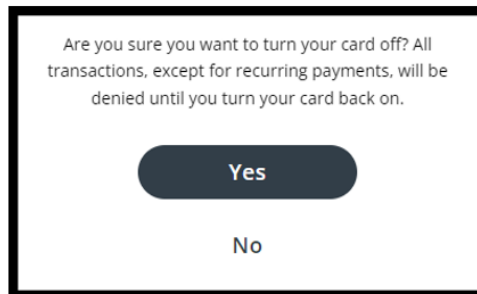 Are you sure you want to turn your card off? All
transactions, except for recurring payments, will be
denied until you turn your card back on.
Yes
No